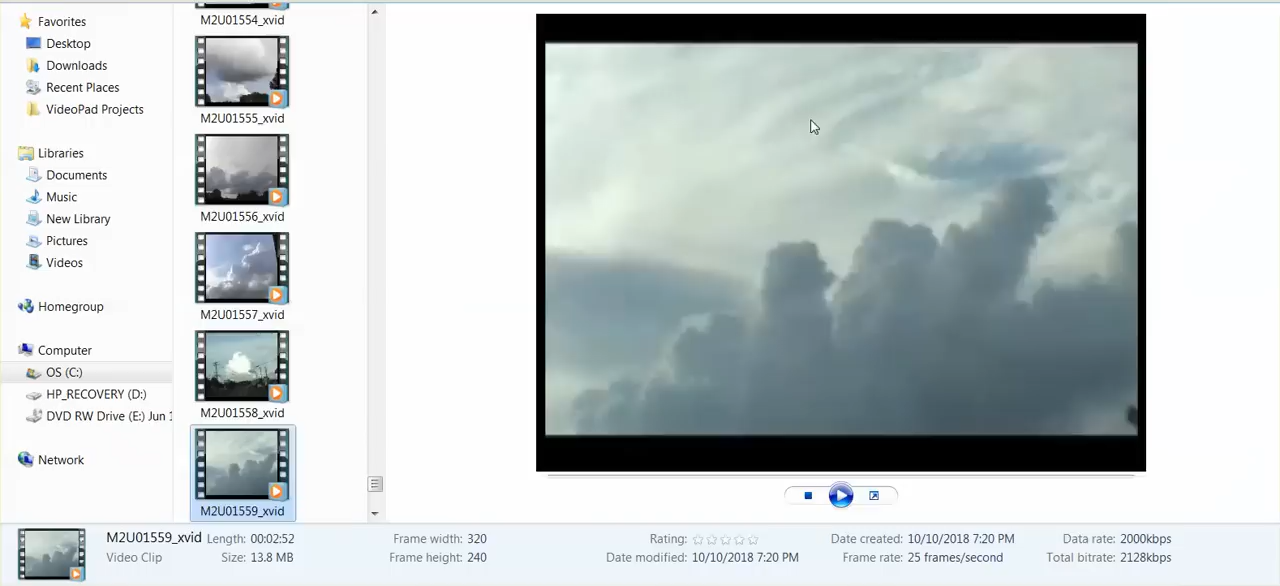 Favorites
Desktop
Downloads
Recent Places
VideoPad Projects
Libraries
Documents
Music
New Library
Pictures
Videos
Homegroup
Computer
OS (C:)
HP_RECOVERY (D:)
DVD RW Drive (E:) Jun 1
Network
M2U01554_xvid
M2U01555_xvid
M2U01556_xvid
M2U01557_xvid
M2U01558_xvid
M2U01559_xvid
M2U01559_xvid
Video Clip
Length: 00:02:52
Size: 13.8 MB
Frame width: 320
Frame height: 240
Rating:
Date modified: 10/10/2018 7:20 PM
Date created: 10/10/2018 7:20 PM
Frame rate: 25 frames/second
Data rate: 2000kbps
Total bitrate: 2128kbps